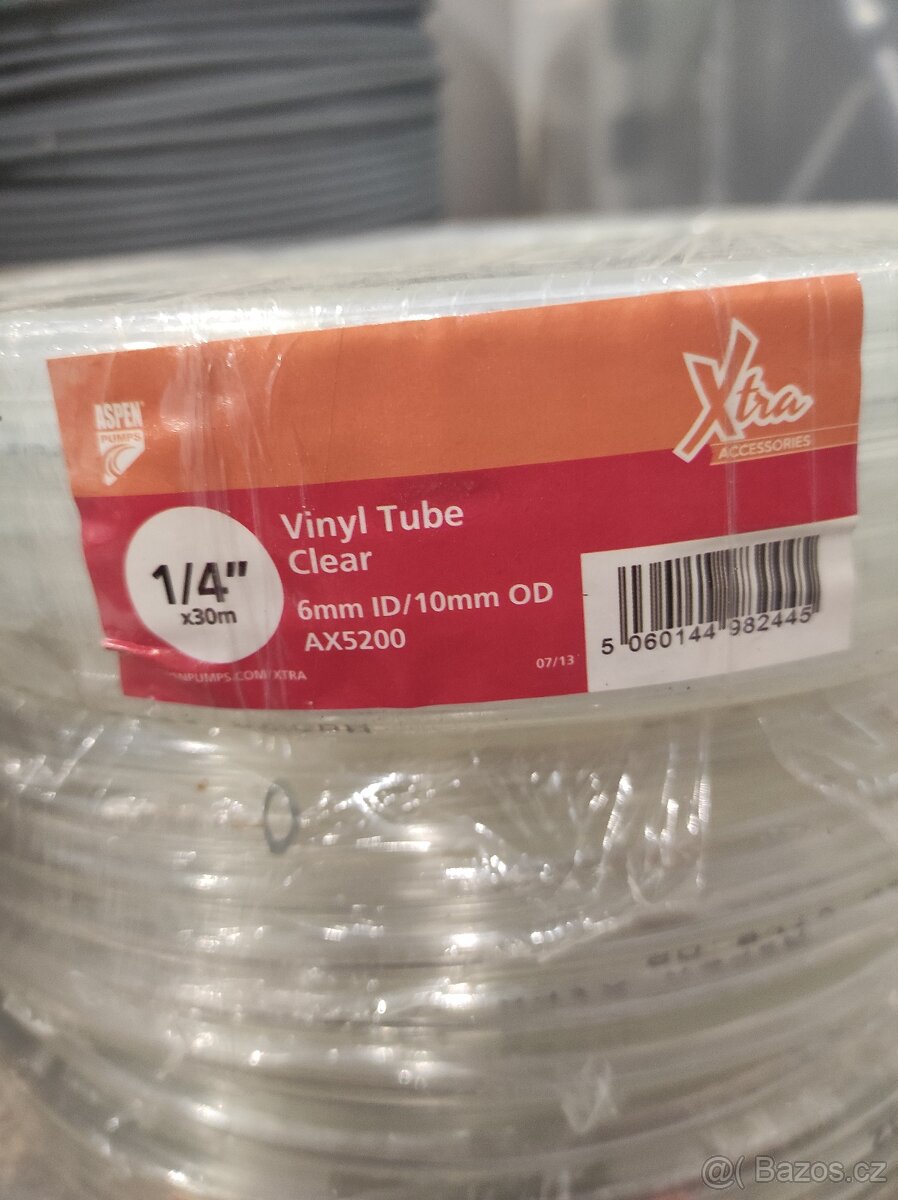 ASPEN
PUMPS
Xtra
ACCESSORIES
Vinyl Tube
Clear
1/4"
x30m
6mm ID/10mm OD
AX5200
07/13
5 060144 982445
PUMPS.COM/XTRA
@( Bazos.cz